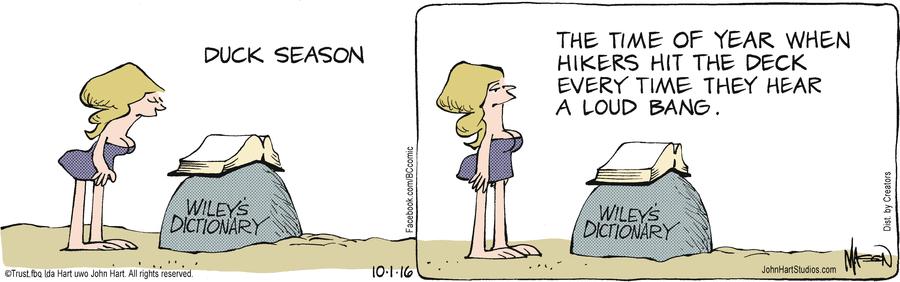 DUCK SEASON
WILEY'S
DICTIONARY
©Trust.fbo Ida Hart uwo John Hart. All rights reserved.
10·1·16
Facebook.com/BCcomic
THE TIME OF YEAR WHEN
HIKERS HIT THE DECK
EVERY TIME THEY HEAR
A LOUD BANG.
WILEY'S
DICTIONARY
JohnHartStudios.com
MASON
Dist. by Creators